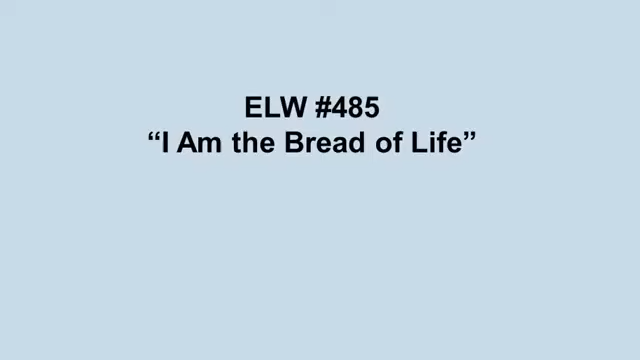 ELW #485
“I Am the Bread of Life”